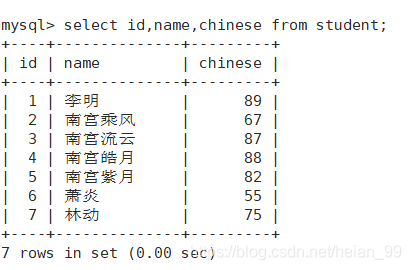 mysql> select id,name,chinese from student;
+----+--------------+---------+
| id | name         | chinese |
+----+--------------+---------+
|  1 | 李明         |      89 |
|  2 | 南宫乘风     |      67 |
|  3 | 南宫流云     |      87 |
|  4 | 南宫皓月     |      88 |
|  5 | 南宫紫月     |      82 |
|  6 | 萧炎         |      55 |
|  7 | 林动         |      75 |
+----+--------------+---------+
7 rows in set (0.00 sec)
https://blog.csdn.net/heian_99